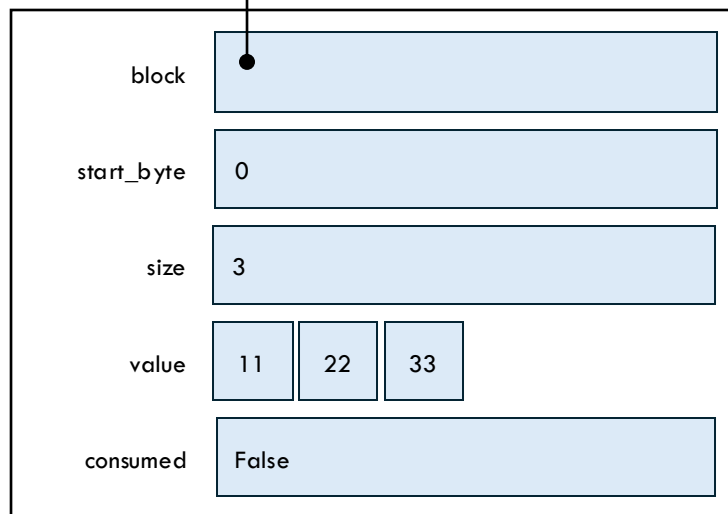 block
start_byte 0
size 3
value 11 22 33
consumed False